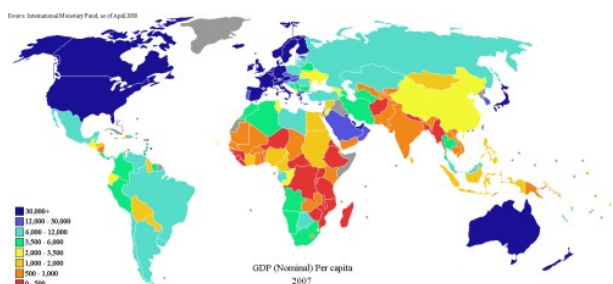 Source: International Monetary Fund, as of April 2008
30,000+
12,000 - 30,000
6,000 - 12,000
3,500 - 6,000
2,000 - 3,500
1,000 - 2,000
500 - 1,000
0 - 500
GDP (Nominal) Per capita
2007